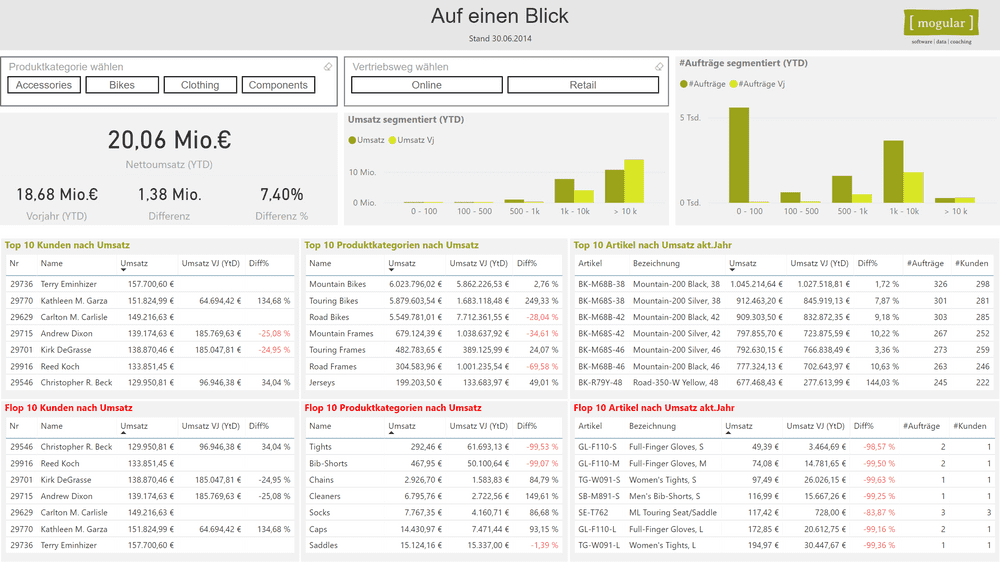 Auf einen Blick
Stand 30.06.2014
[ mogular ]
software | data | coaching
Produktkategorie wählen
Accessories Bikes Clothing Components
Vertriebsweg wählen
Online Retail
20,06 Mio.€
Nettoumsatz (YTD)
18,68 Mio.€ 1,38 Mio. 7,40%
Vorjahr (YTD) Differenz Differenz %
Umsatz segmentiert (YTD)
Umsatz Umsatz Vj
10 Mio.
0 Mio.
0 - 100 100 - 500 500 - 1k 1k - 10k > 10k
#Aufträge segmentiert (YTD)
#Aufträge #Aufträge Vj
5 Tsd.
0 Tsd.
0 - 100 100 - 500 500 - 1k 1k - 10k > 10k
Top 10 Kunden nach Umsatz
Nr Name Umsatz Umsatz VJ (YtD) Diff%
29736 Terry Eminhizer 157.700,60 €
29770 Kathleen M. Garza 151.824,99 € 64.694,42 € 134,68 %
29629 Carlton M. Carlisle 149.216,63 €
29715 Andrew Dixon 139.174,63 € 185.769,63 € -25,08 %
29701 Kirk DeGrasse 138.870,46 € 185.047,81 € -24,95 %
29916 Reed Koch 133.851,45 €
29546 Christopher R. Beck 129.950,81 € 96.946,38 € 34,04 %
Top 10 Produktkategorien nach Umsatz
Name Umsatz Umsatz VJ (YtD) Diff%
Mountain Bikes 6.023.796,02 € 5.862.226,53 € 2,76 %
Touring Bikes 5.879.603,54 € 1.683.118,48 € 249,33 %
Road Bikes 5.549.781,01 € 7.712.361,55 € -28,04 %
Mountain Frames 679.124,39 € 1.038.637,92 € -34,61 %
Touring Frames 482.783,65 € 389.125,99 € 24,07 %
Road Frames 304.583,96 € 1.001.235,54 € -69,58 %
Jerseys 199.203,50 € 133.683,97 € 49,01 %
Top 10 Artikel nach Umsatz akt.Jahr
Artikel Bezeichnung Umsatz Umsatz VJ (YtD) Diff% #Aufträge #Kunden
BK-M68B-38 Mountain-200 Black, 38 1.045.214,64 € 1.027.518,81 € 1,72 % 326 298
BK-M68S-38 Mountain-200 Silver, 38 912.463,20 € 845.919,13 € 7,87 % 301 281
BK-M68B-42 Mountain-200 Black, 42 909.303,50 € 832.872,35 € 9,18 % 303 285
BK-M68S-42 Mountain-200 Silver, 42 797.855,70 € 723.875,59 € 10,22 % 267 252
BK-M68S-46 Mountain-200 Silver, 46 792.630,15 € 766.838,49 € 3,36 % 273 259
BK-M68B-46 Mountain-200 Black, 46 777.324,13 € 702.643,97 € 10,63 % 263 246
BK-R79Y-48 Road-350-W Yellow, 48 677.468,43 € 277.613,99 € 144,03 % 245 222
Flop 10 Kunden nach Umsatz
Nr Name Umsatz Umsatz VJ (YtD) Diff%
29546 Christopher R. Beck 129.950,81 € 96.946,38 € 34,04 %
29916 Reed Koch 133.851,45 €
29701 Kirk DeGrasse 138.870,46 € 185.047,81 € -24,95 %
29715 Andrew Dixon 139.174,63 € 185.769,63 € -25,08 %
29629 Carlton M. Carlisle 149.216,63 €
29770 Kathleen M. Garza 151.824,99 € 64.694,42 € 134,68 %
29736 Terry Eminhizer 157.700,60 €
Flop 10 Produktkategorien nach Umsatz
Name Umsatz Umsatz VJ (YtD) Diff%
Tights 292,46 € 61.693,13 € -99,53 %
Bib-Shorts 467,95 € 50.100,64 € -99,07 %
Chains 2.926,70 € 1.583,83 € 84,79 %
Cleaners 6.795,76 € 2.722,56 € 149,61 %
Socks 7.767,35 € 4.160,71 € 86,68 %
Caps 14.430,97 € 7.471,44 € 93,15 %
Saddles 15.124,16 € 15.337,00 € -1,39 %
Flop 10 Artikel nach Umsatz akt.Jahr
Artikel Bezeichnung Umsatz Umsatz VJ (YtD) Diff% #Aufträge #Kunden
GL-F110-S Full-Finger Gloves, S 49,39 € 3.464,69 € -98,57 % 2 1
GL-F110-M Full-Finger Gloves, M 74,08 € 14.781,65 € -99,50 % 2 1
TG-W091-S Women's Tights, S 97,49 € 26.026,15 € -99,63 % 1 1
SB-M891-S Men's Bib-Shorts, S 116,99 € 15.667,26 € -99,25 % 1 1
SE-T762 ML Touring Seat/Saddle 117,42 € 728,00 € -83,87 % 3 3
GL-F110-L Full-Finger Gloves, L 172,85 € 20.612,75 € -99,16 % 2 1
TG-W091-L Women's Tights, L 194,97 € 30.447,67 € -99,36 % 1 1